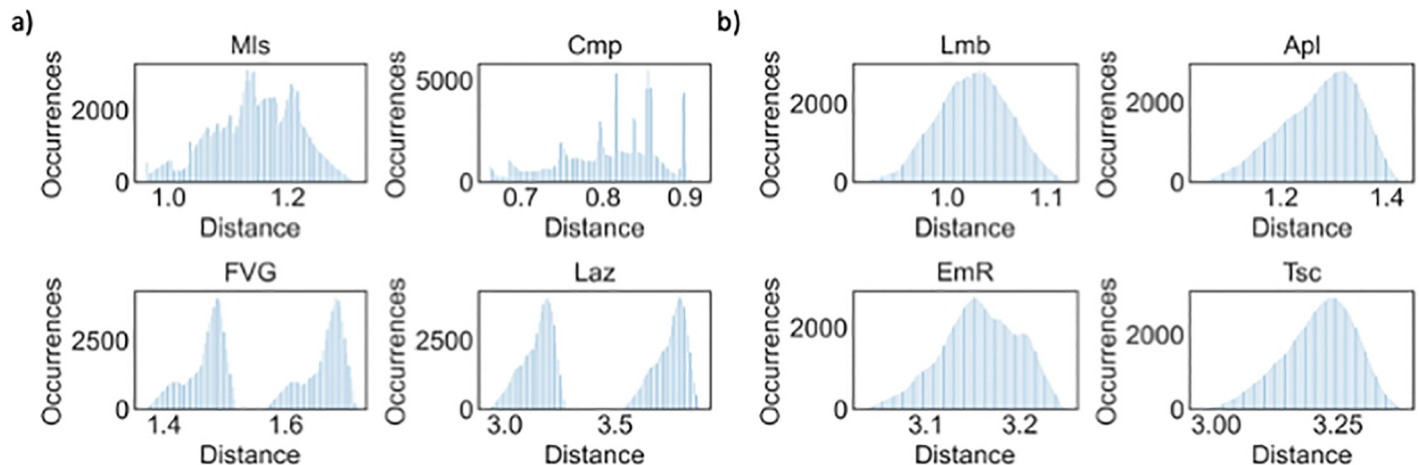 a)
b)
Mls
Occurrences
2000
0
1.0 1.2
Distance
Cmp
Occurrences
5000
0
0.7 0.8 0.9
Distance
Lmb
Occurrences
2000
0
1.0 1.1
Distance
Apl
Occurrences
2000
0
1.2 1.4
Distance
FVG
Occurrences
2500
0
1.4 1.6
Distance
Laz
Occurrences
2500
0
3.0 3.5
Distance
EmR
Occurrences
2000
0
3.1 3.2
Distance
Tsc
Occurrences
2000
0
3.00 3.25
Distance